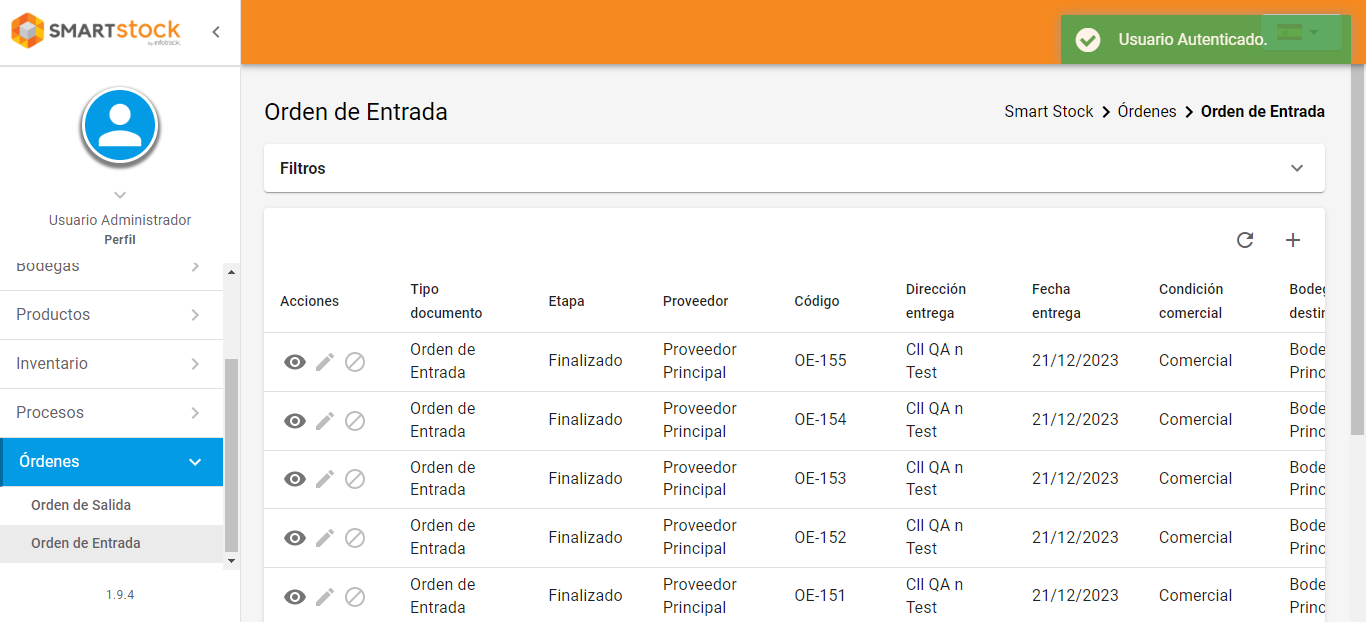 SMARTSTOCK
by infotrack.
Usuario Autenticado.
Usuario Administrador
Perfil
Bodegas
Productos
Inventario
Procesos
Órdenes
Orden de Salida
Orden de Entrada
1.9.4
Orden de Entrada
Smart Stock > Órdenes > Orden de Entrada
Filtros
Acciones Tipo documento Etapa Proveedor Código Dirección entrega Fecha entrega Condición comercial Bodeg destin
Orden de Entrada Finalizado Proveedor Principal OE-155 Cll QA n Test 21/12/2023 Comercial Bode Princ
Orden de Entrada Finalizado Proveedor Principal OE-154 Cll QA n Test 21/12/2023 Comercial Bode Princ
Orden de Entrada Finalizado Proveedor Principal OE-153 Cll QA n Test 21/12/2023 Comercial Bode Princ
Orden de Entrada Finalizado Proveedor Principal OE-152 Cll QA n Test 21/12/2023 Comercial Bode Princ
Orden de Entrada Finalizado Proveedor Principal OE-151 Cll QA n Test 21/12/2023 Comercial Bode Princ